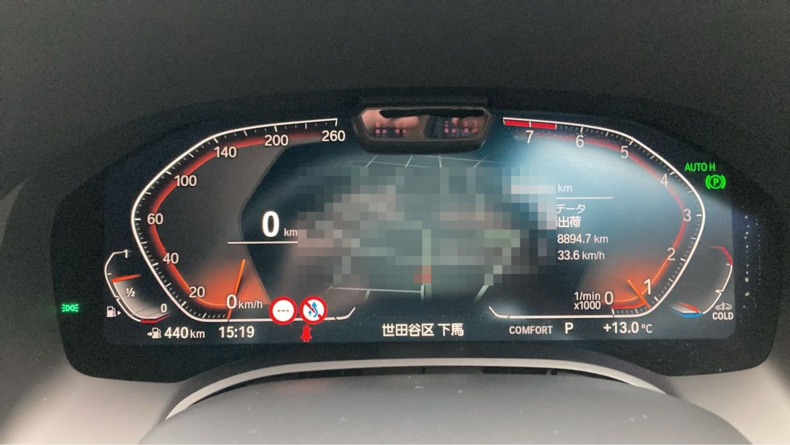 260
200
140
100
60
40
20
0 km/h
0 km
1
½
0
440 km
15:19
---
世田谷区 下馬
km
データ
出荷
8894.7 km
33.6 km/h
7
6
5
4
3
2
1
0
1/min
x1000
COMFORT P
+13.0 °C
COLD
AUTO H
P